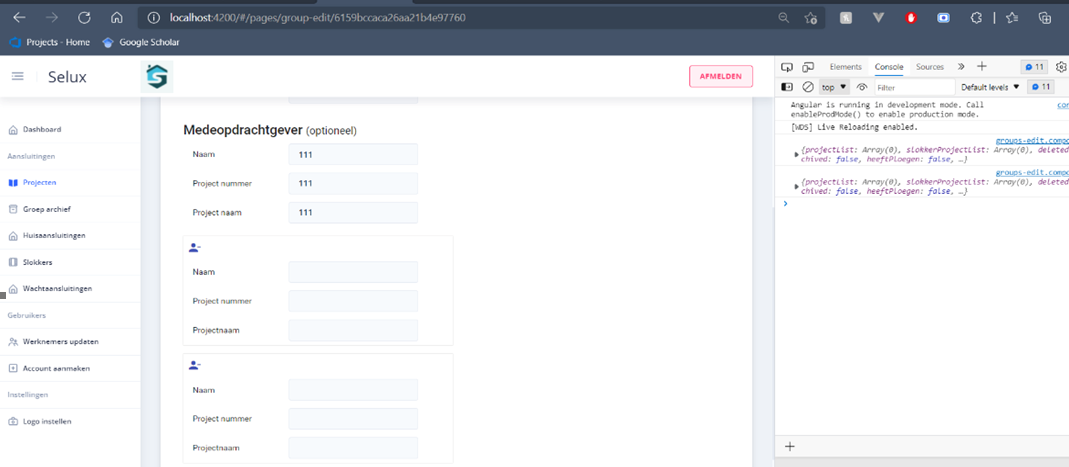 localhost:4200/#/pages/group-edit/6159bccaca26aa21b4e97760
Projects - Home
Google Scholar
Selux
AFMELDEN
Dashboard
Aansluitingen
Projecten
Groep archief
Huisaansluitingen
Slokkers
Wachtaansluitingen
Gebruikers
Werknemers updaten
Account aanmaken
Instellingen
Logo instellen
Medeopdrachtgever (optioneel)
Naam 111
Project nummer 111
Project naam 111
Naam
Project nummer
Projectnaam
Naam
Project nummer
Projectnaam
Elements Console Sources 11
top Filter Default levels 11
Angular is running in development mode. Call
enableProdMode() to enable production mode.
[WDS] Live Reloading enabled.
groups-edit.compo
{projectList: Array(0), slokkerProjectList: Array(0), deleted
chived: false, heeftPloegen: false, …}
groups-edit.compo
{projectList: Array(0), slokkerProjectList: Array(0), deleted
chived: false, heeftPloegen: false, …}